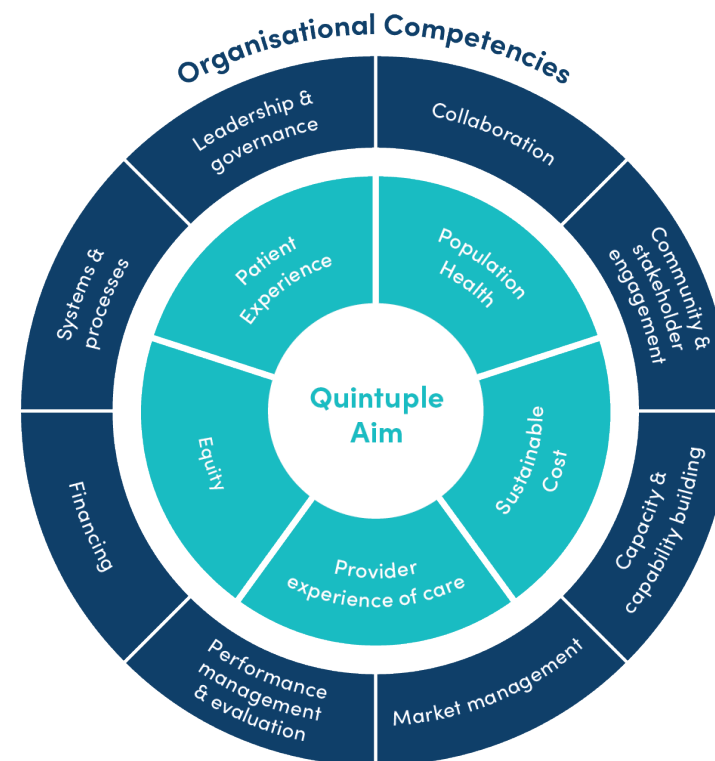 Organisational Competencies
Leadership &
governance
Collaboration
Community &
stakeholder
engagement
Capacity &
capability building
Market management
Performance
management
& evaluation
Financing
Systems &
processes
Patient
Experience
Population
Health
Sustainable
Cost
Provider
experience of care
Equity
Quintuple
Aim